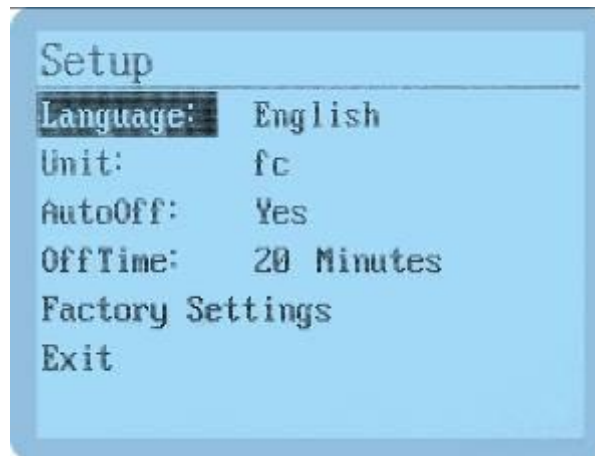 Setup
Language: English
Unit: fc
AutoOff: Yes
OffTime: 20 Minutes
Factory Settings
Exit